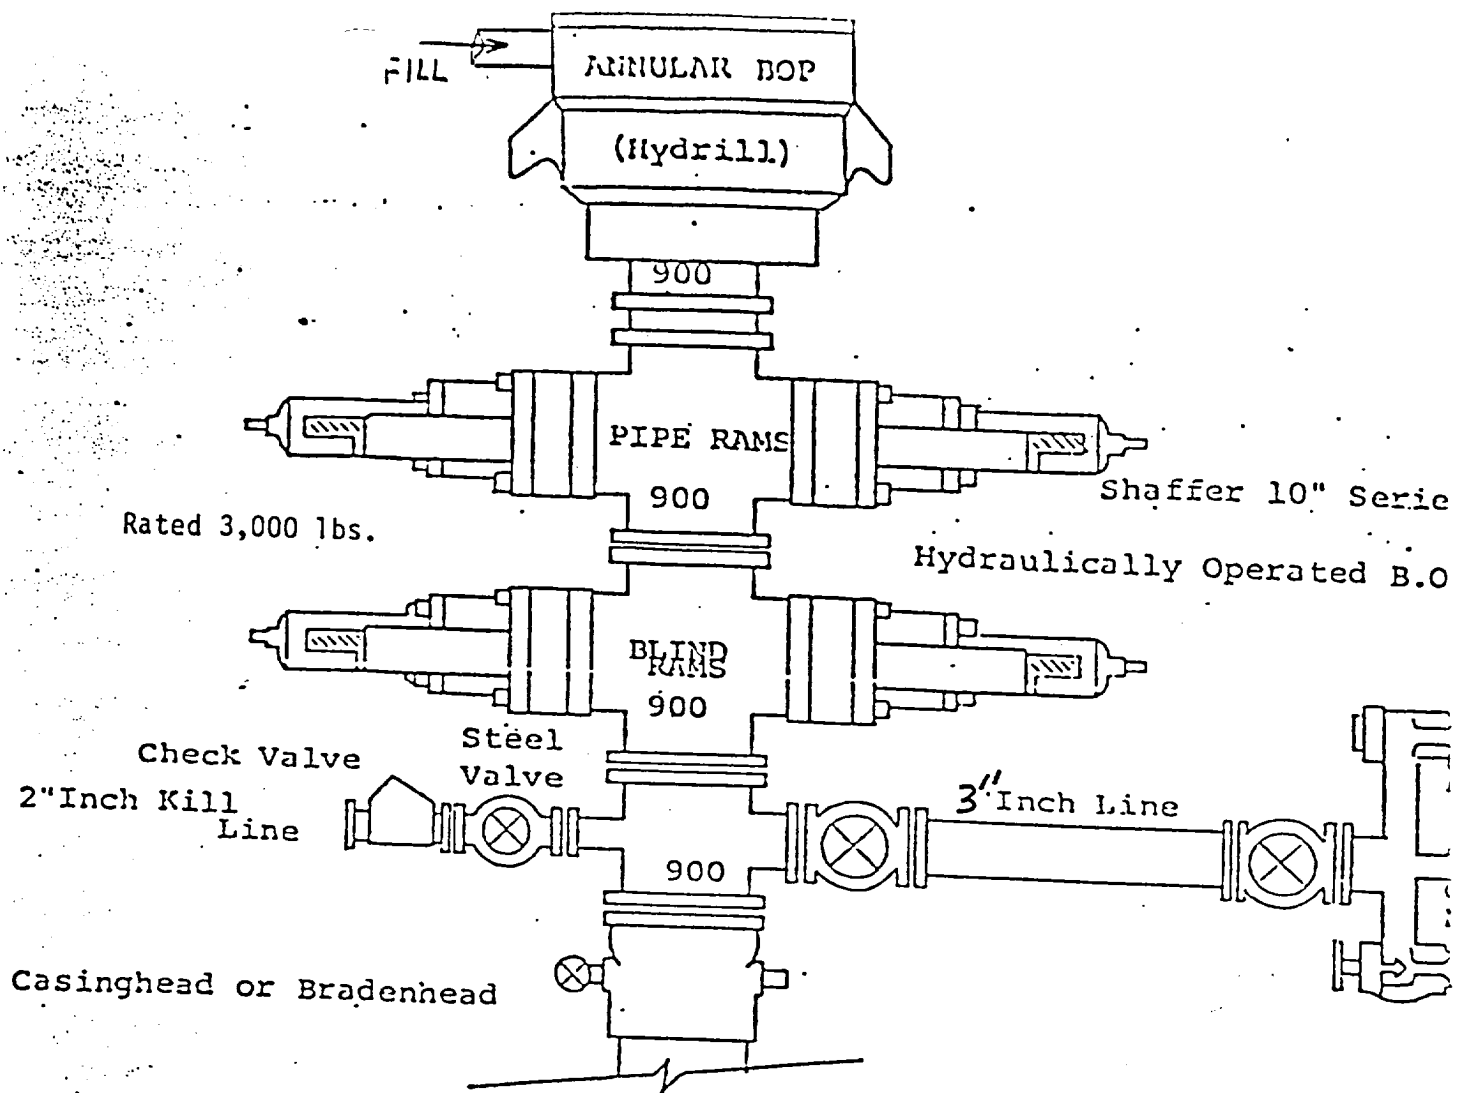 FILL
ANNULAR BOP
(Hydrill)
900
PIPE RAMS
900
Shaffer 10" Serie
Rated 3,000 lbs.
Hydraulically Operated B.O
BLIND
RAMS
900
Check Valve
Steel
Valve
2"Inch Kill
Line
3"Inch Line
900
Casinghead or Bradenhead